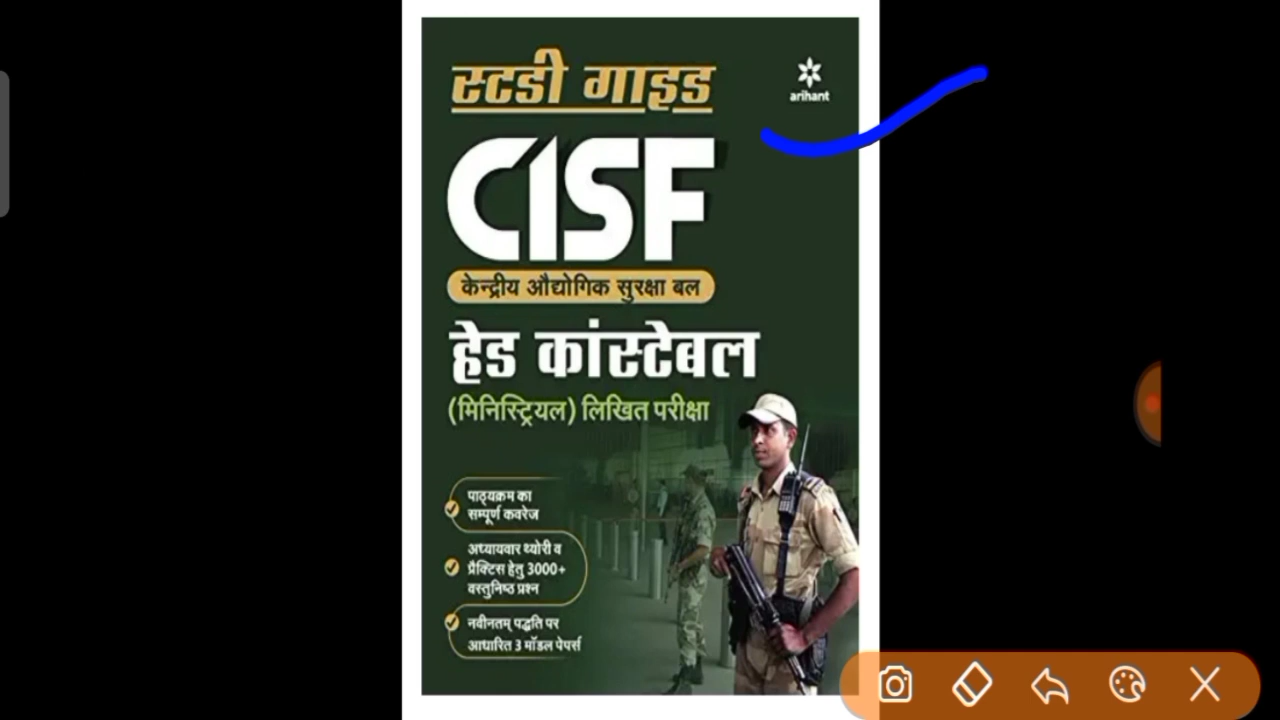 स्टडी गाइड
arihant
CISF
केन्द्रीय औद्योगिक सुरक्षा बल
हेड कांस्टेबल
(मिनिस्ट्रियल) लिखित परीक्षा
पाठ्यक्रम का
सम्पूर्ण कवरेज
अध्यायवार थ्योरी व
प्रैक्टिस हेतु 3000+
वस्तुनिष्ठ प्रश्न
नवीनतम् पद्धति पर
आधारित 3 मॉडल पेपर्स